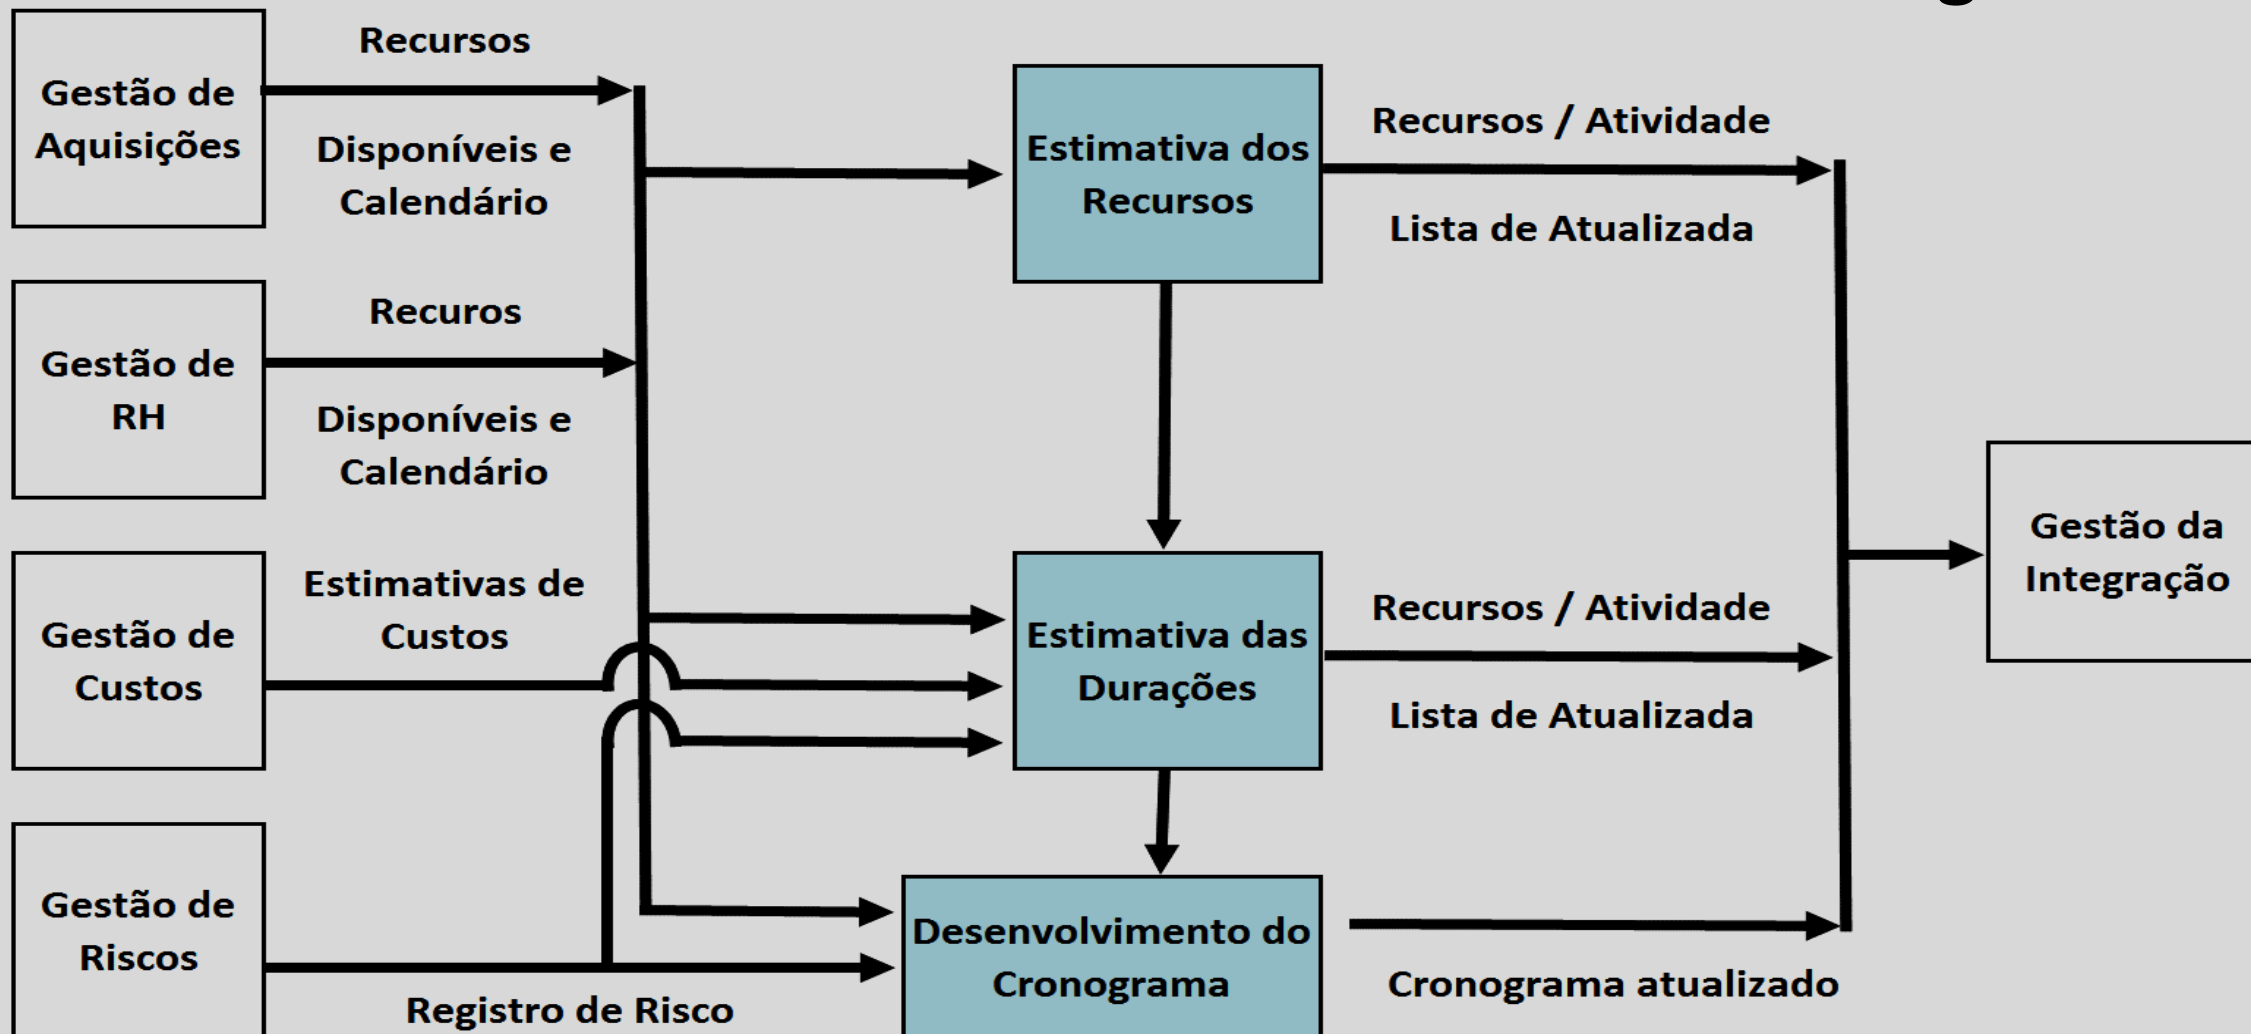 Gestão de
Aquisições
Recursos
Disponíveis e
Calendário
Estimativa dos
Recursos
Recursos / Atividade
Lista de Atualizada
Gestão de
RH
Recuros
Disponíveis e
Calendário
Gestão de
Custos
Estimativas de
Custos
Estimativa das
Durações
Recursos / Atividade
Lista de Atualizada
Gestão da
Integração
Gestão de
Riscos
Registro de Risco
Desenvolvimento do
Cronograma
Cronograma atualizado